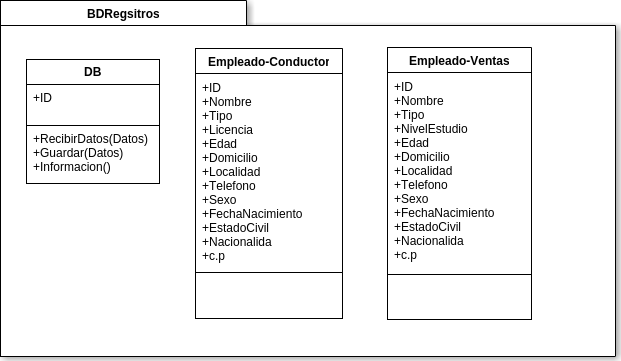 BDRegsitros
DB
+ID
+RecibirDatos(Datos)
+Guardar(Datos)
+Informacion()
Empleado-Conductor
+ID
+Nombre
+Tipo
+Licencia
+Edad
+Domicilio
+Localidad
+Telefono
+Sexo
+FechaNacimiento
+EstadoCivil
+Nacionalida
+c.p
Empleado-Ventas
+ID
+Nombre
+Tipo
+NivelEstudio
+Edad
+Domicilio
+Localidad
+Telefono
+Sexo
+FechaNacimiento
+EstadoCivil
+Nacionalida
+c.p